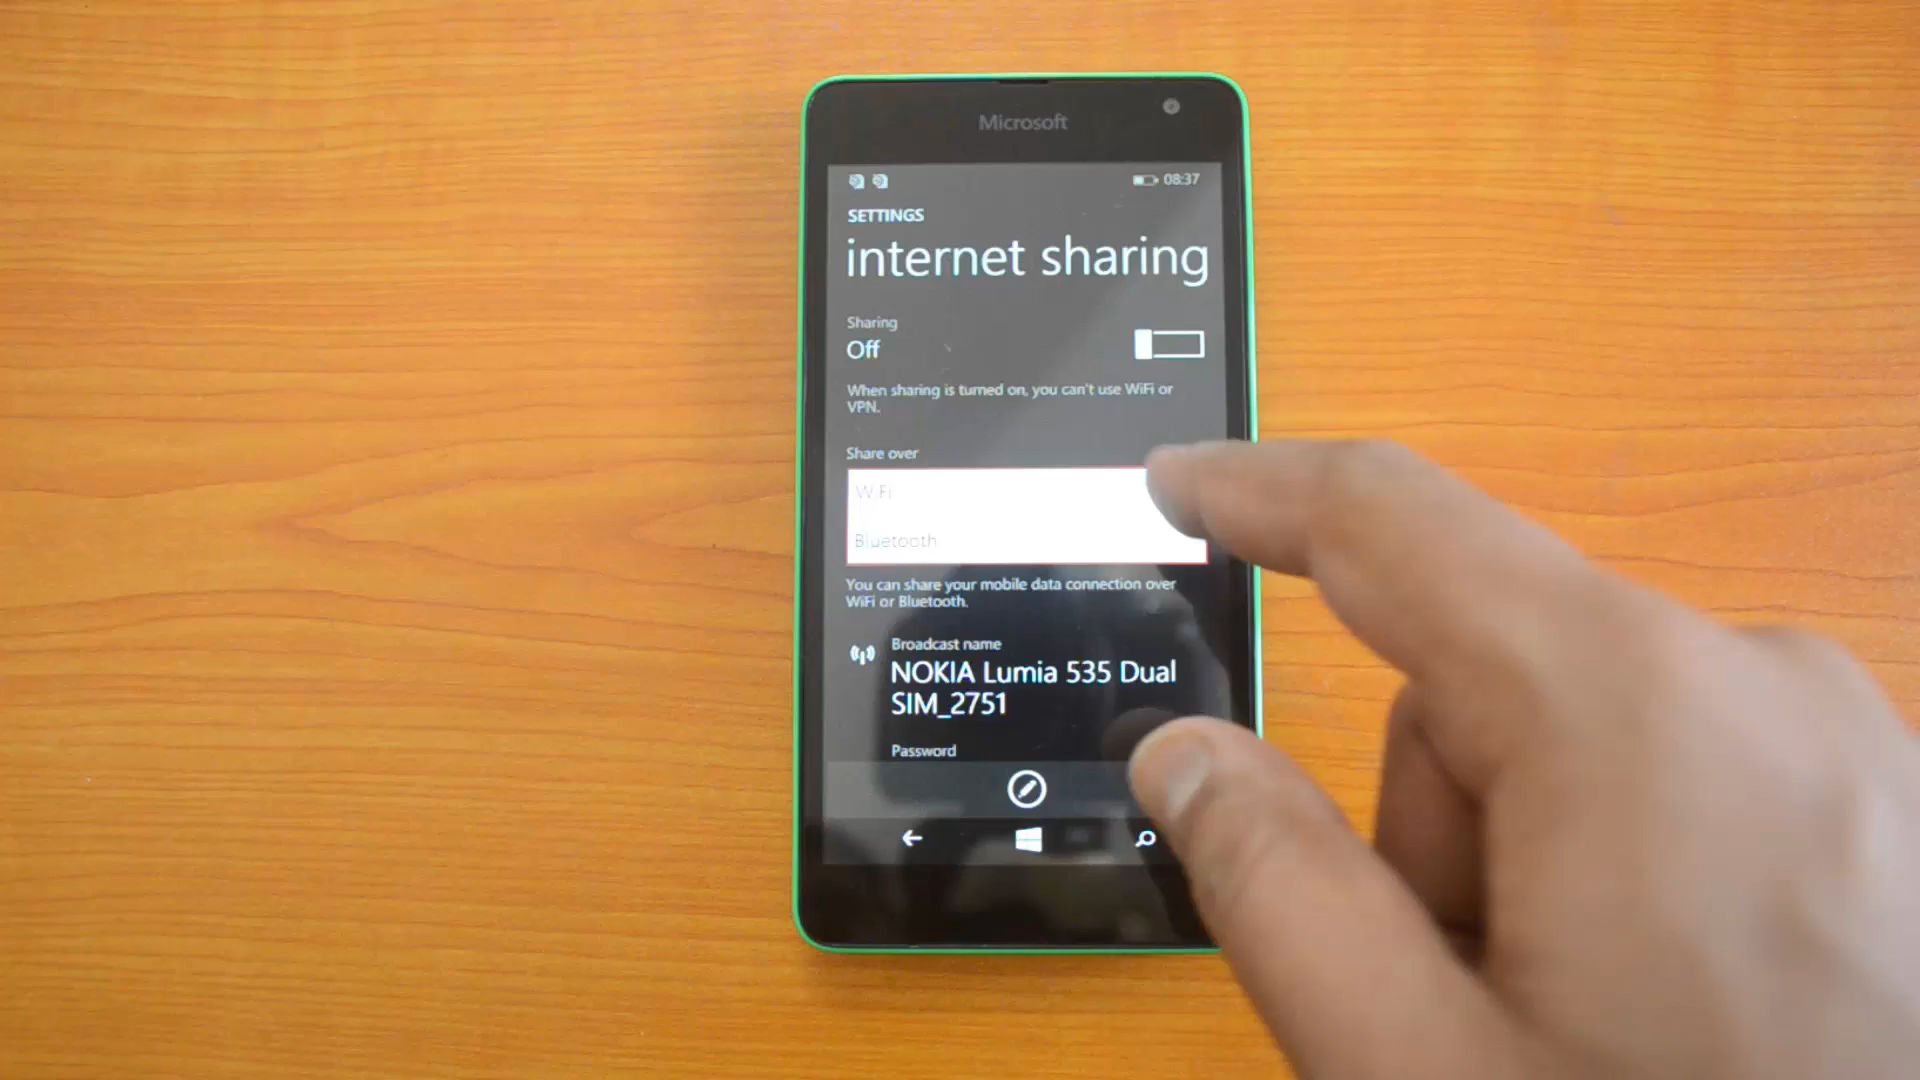 Microsoft
08:37
SETTINGS
internet sharing
Sharing
Off
When sharing is turned on, you can't use WiFi or
VPN.
Share over
WiFi
Bluetooth
You can share your mobile data connection over
WiFi or Bluetooth.
Broadcast name
NOKIA Lumia 535 Dual
SIM_2751
Password